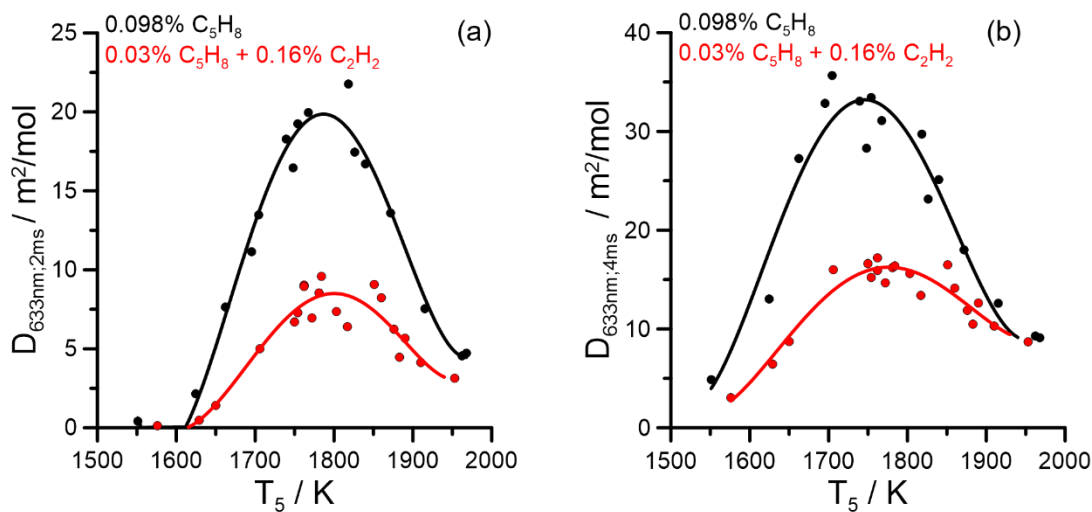 0.098% C₅H₈
(a)
0.03% C₅H₈ + 0.16% C₂H₂
D₆₃₃ₙₘ;₂ₘₛ / m²/mol
25
20
15
10
5
0
1500 1600 1700 1800 1900 2000
T₅ / K
0.098% C₅H₈
(b)
0.03% C₅H₈ + 0.16% C₂H₂
D₆₃₃ₙₘ;₄ₘₛ / m²/mol
40
30
20
10
0
1500 1600 1700 1800 1900 2000
T₅ / K